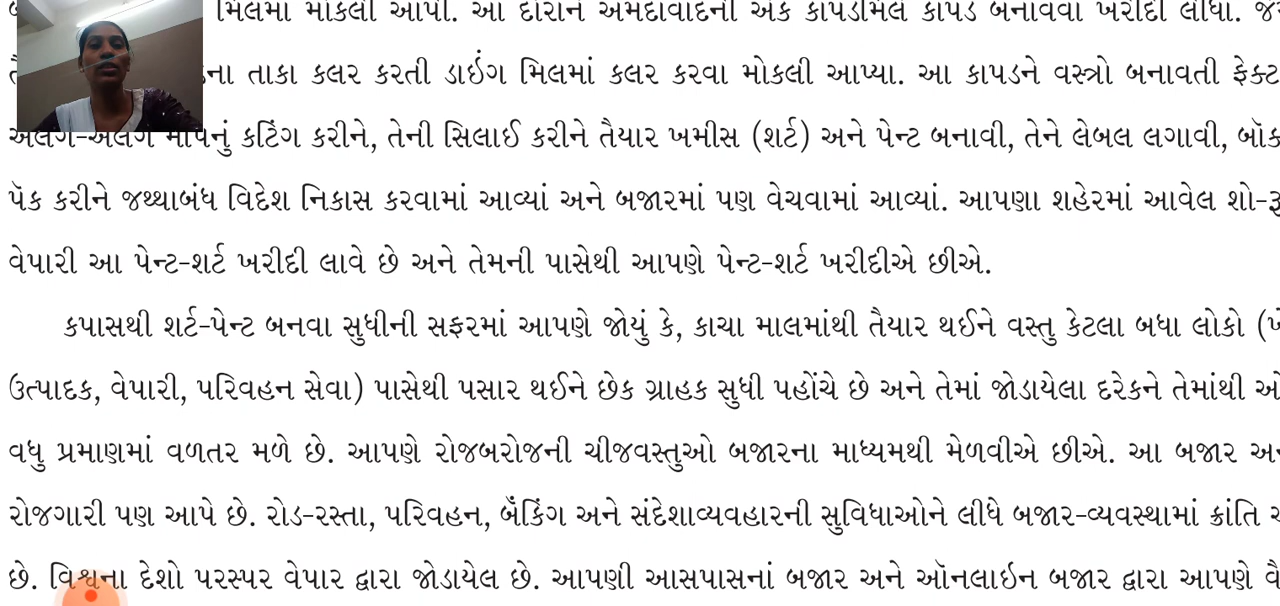 મિલમાં મોકલી આપી. આ દોરાને અમદાવાદની એક કાપડમિલે કાપડ બનાવવા ખરીદી લીધા.
તાકા કલર કરતી ડાઇંગ મિલમાં કલર કરવા મોકલી આપ્યા. આ કાપડને વસ્ત્રો બનાવતી
અલગ-અલગ માપનું કટિંગ કરીને, તેની સિલાઈ કરીને તૈયાર ખમીસ (શર્ટ) અને પેન્ટ બનાવી, તેને લેબલ લગાવી,
પૅક કરીને જથ્થાબંધ વિદેશ નિકાસ કરવામાં આવ્યાં અને બજારમાં પણ વેચવામાં આવ્યાં. આપણા શહેરમાં આવેલ
વેપારી આ પેન્ટ-શર્ટ ખરીદી લાવે છે અને તેમની પાસેથી આપણે પેન્ટ-શર્ટ ખરીદીએ છીએ.
કપાસથી શર્ટ-પેન્ટ બનવા સુધીની સફરમાં આપણે જોયું કે, કાચા માલમાંથી તૈયાર થઈને વસ્તુ કેટલા બધા લોકો
ઉત્પાદક, વેપારી, પરિવહન સેવા) પાસેથી પસાર થઈને છેક ગ્રાહક સુધી પહોંચે છે અને તેમાં જોડાયેલા દરેકને તેમાંથી
વધુ પ્રમાણમાં વળતર મળે છે. આપણે રોજબરોજની ચીજવસ્તુઓ બજારના માધ્યમથી મેળવીએ છીએ. આ બજાર
રોજગારી પણ આપે છે. રોડ-રસ્તા, પરિવહન, બૅંકિંગ અને સંદેશાવ્યવહારની સુવિધાઓને લીધે બજાર-વ્યવસ્થામાં ક્રાંતિ
છે. વિશ્વના દેશો પરસ્પર વેપાર દ્વારા જોડાયેલ છે. આપણી આસપાસનાં બજાર અને ઑનલાઇન બજાર દ્વારા આપણે